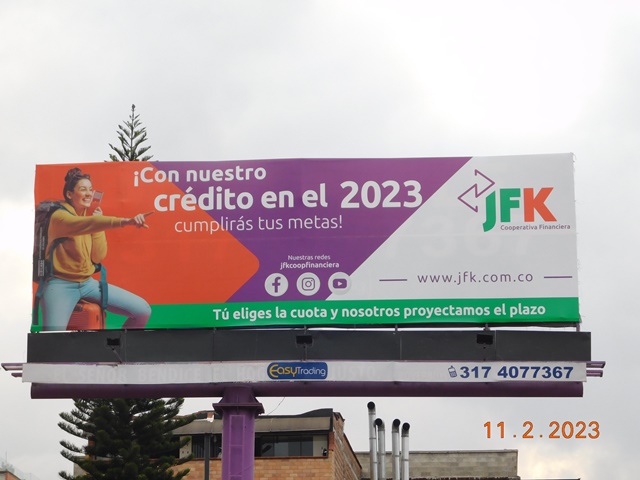 ¡Con nuestro
crédito en el 2023
cumplirás tus metas!
JFK
Cooperativa Financiera
Nuestras redes
jfkcoopfinanciera
www.jfk.com.co
Tú eliges la cuota y nosotros proyectamos el plazo
EasyTrading
317 4077367
11.2.2023